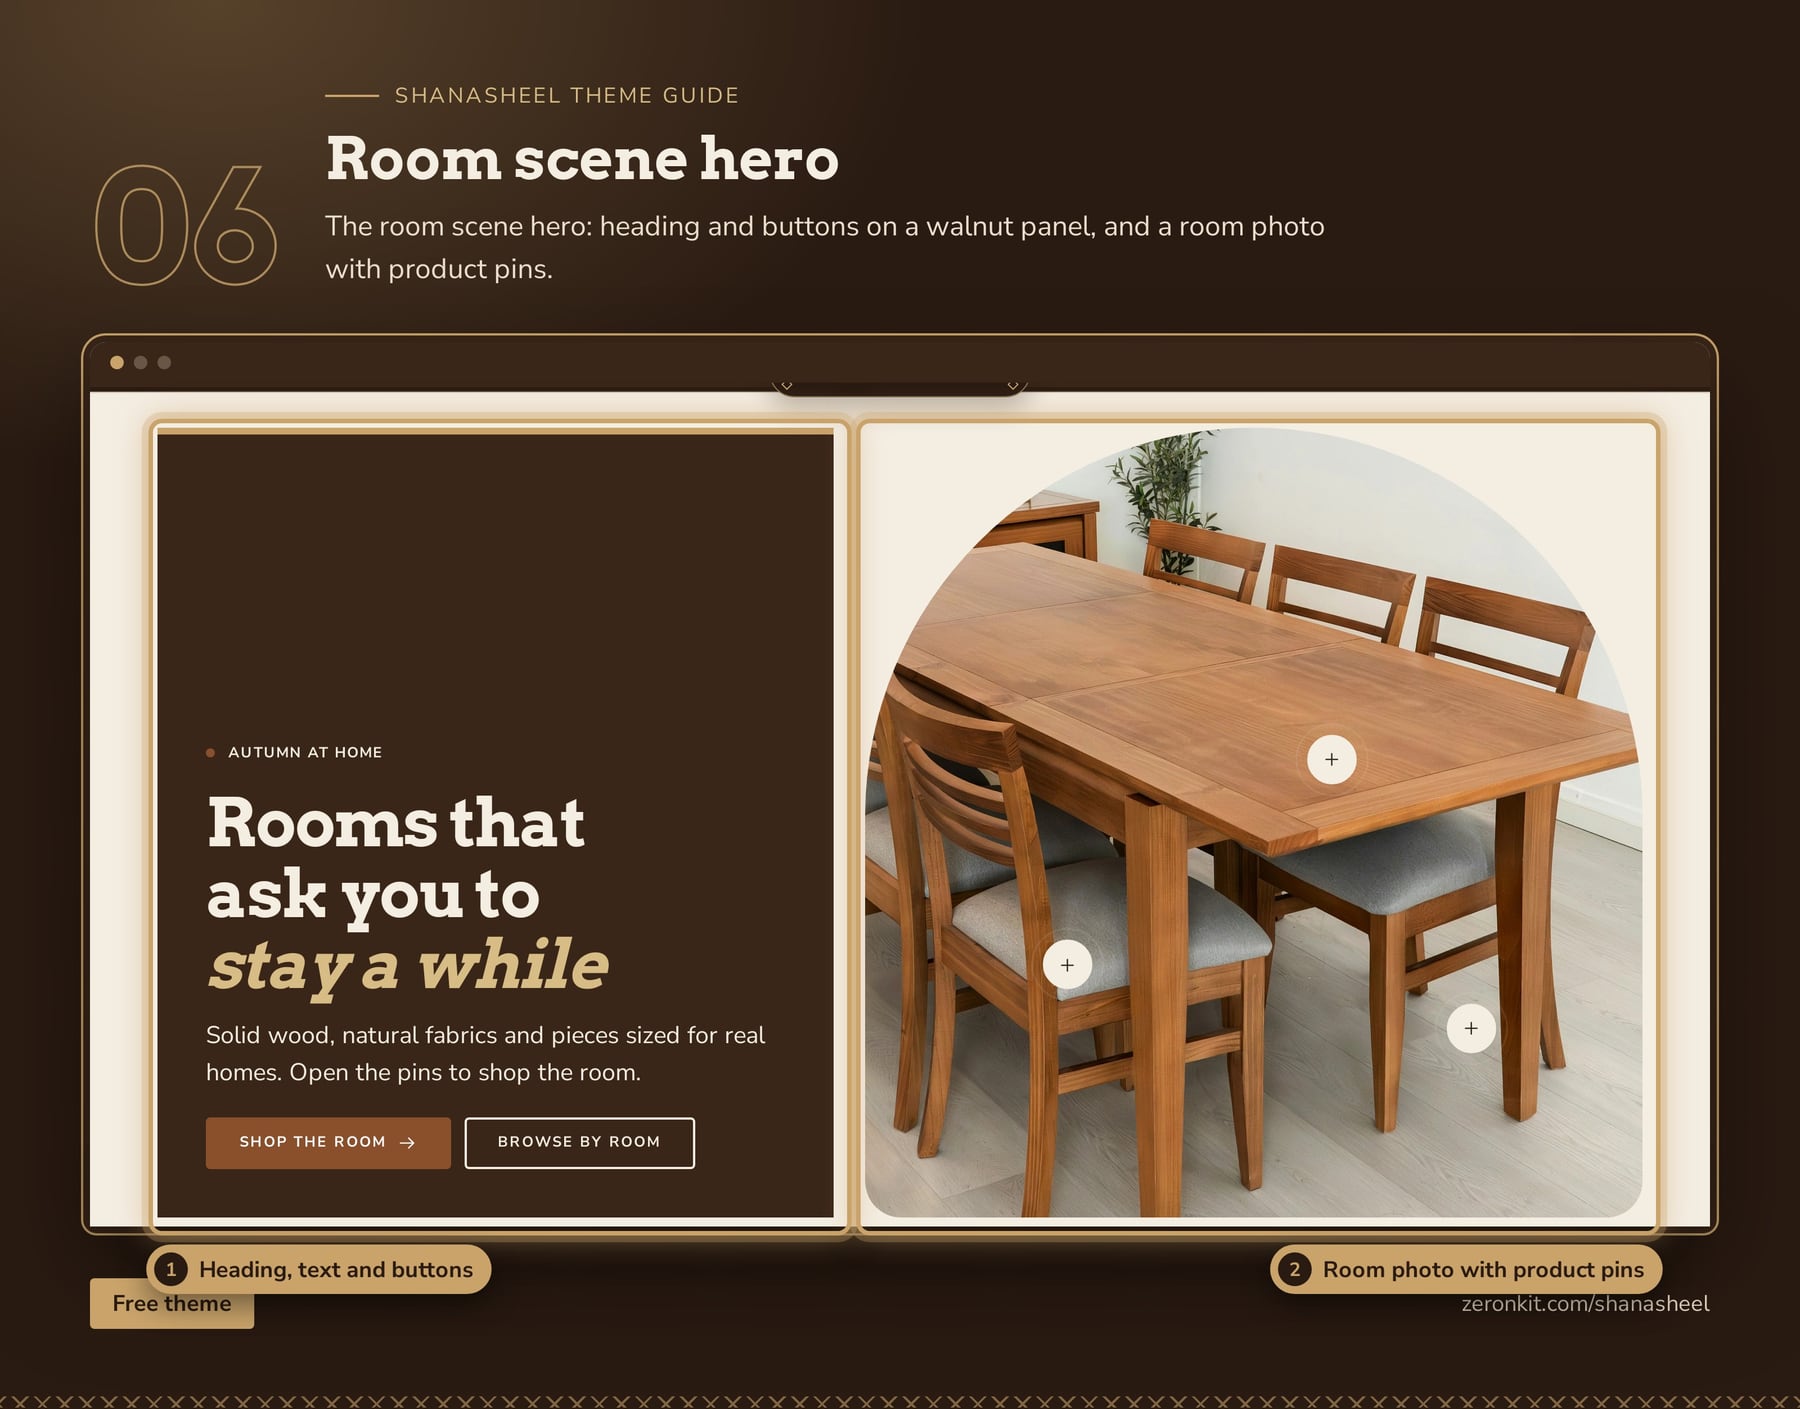 SHANASHEEL THEME GUIDE
06
Room scene hero
The room scene hero: heading and buttons on a walnut panel, and a room photo
with product pins.
AUTUMN AT HOME
Rooms that
ask you to
stay a while
Solid wood, natural fabrics and pieces sized for real
homes. Open the pins to shop the room.
SHOP THE ROOM →
BROWSE BY ROOM
1 Heading, text and buttons
2 Room photo with product pins
Free theme
zeronkit.com/shanasheel